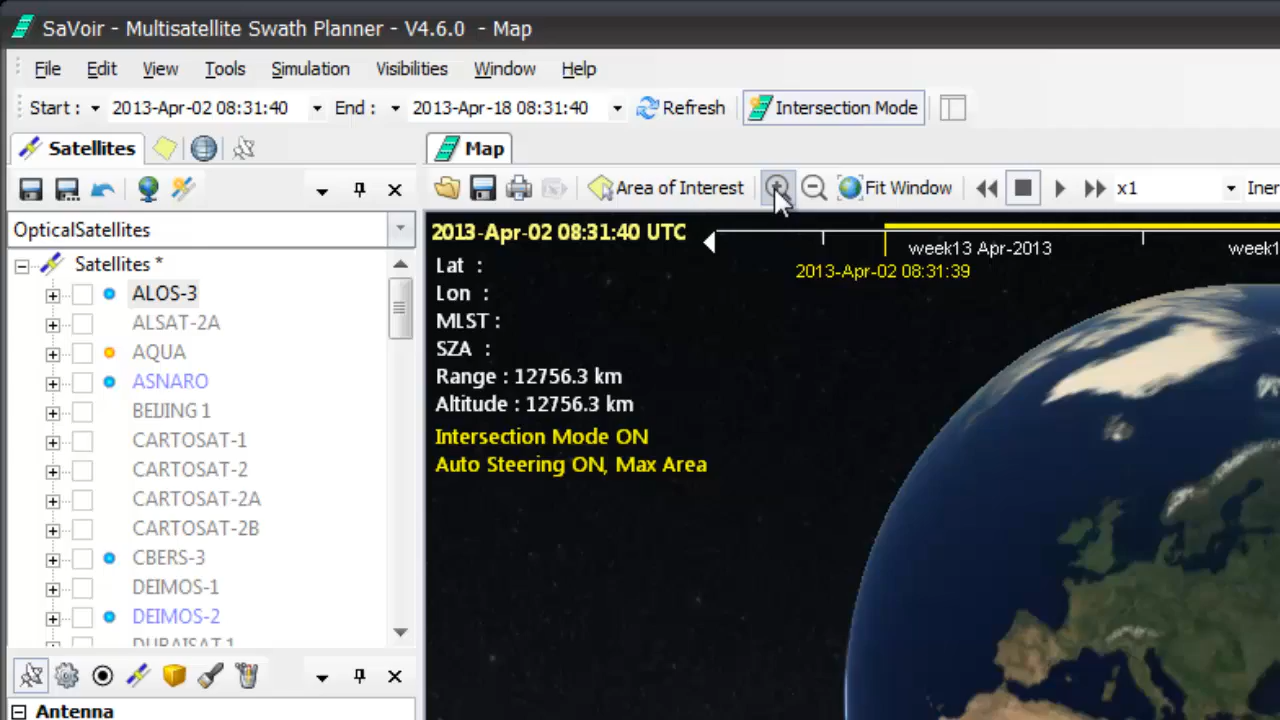 SaVoir - Multisatellite Swath Planner - V4.6.0 - Map
File Edit View Tools Simulation Visibilities Window Help
Start : 2013-Apr-02 08:31:40 End : 2013-Apr-18 08:31:40 Refresh Intersection Mode
Satellites Map
Area of Interest Fit Window x1
OpticalSatellites
2013-Apr-02 08:31:40 UTC
week13 Apr-2013
2013-Apr-02 08:31:39
Lat :
Lon :
MLST :
SZA :
Range : 12756.3 km
Altitude : 12756.3 km
Intersection Mode ON
Auto Steering ON, Max Area
Satellites *
ALOS-3
ALSAT-2A
AQUA
ASNARO
BEIJING 1
CARTOSAT-1
CARTOSAT-2
CARTOSAT-2A
CARTOSAT-2B
CBERS-3
DEIMOS-1
DEIMOS-2
Antenna